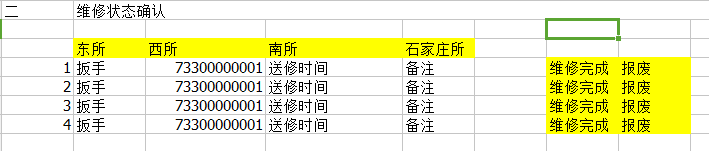 二 维修状态确认
东所 西所 南所 石家庄所
1 扳手 73300000001 送修时间 备注 维修完成 报废
2 扳手 73300000001 送修时间 备注 维修完成 报废
3 扳手 73300000001 送修时间 备注 维修完成 报废
4 扳手 73300000001 送修时间 备注 维修完成 报废